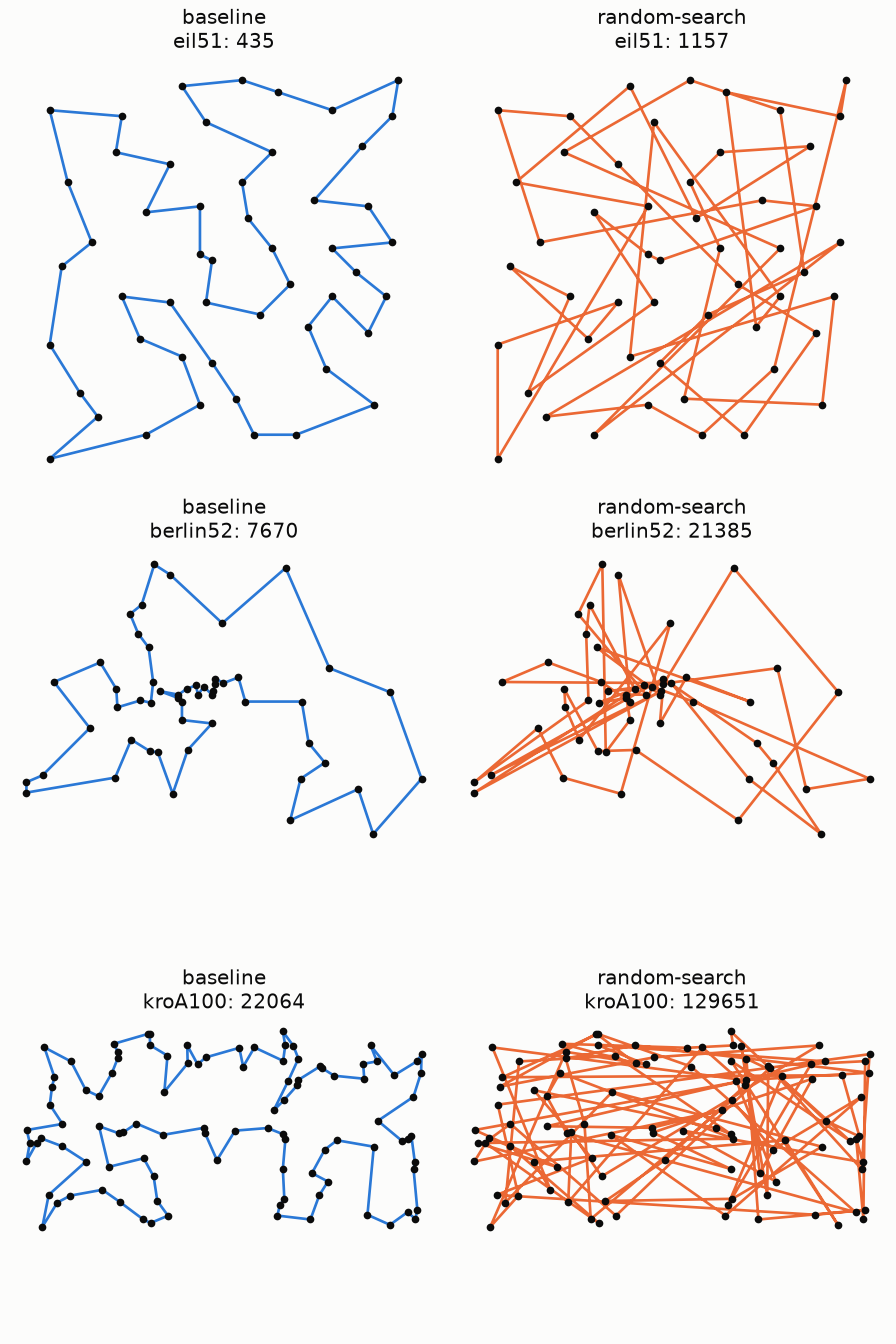 baseline
eil51: 435
random-search
eil51: 1157
baseline
berlin52: 7670
random-search
berlin52: 21385
baseline
kroA100: 22064
random-search
kroA100: 129651